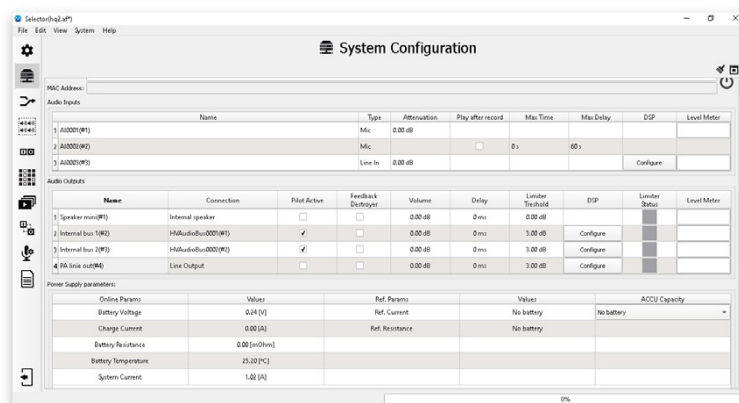 Selector(hq2.xf*)
File Edit View System Help
System Configuration
MAC Address:
Audio Inputs
Name Type Attenuation Play after record Max Time Max Delay DSP Level Meter
1 AI0001(#1) Mic 0.00 dB
2 AI0002(#2) Mic 0 s 60 s
3 AI0003(#3) Line In 0.00 dB Configure
Audio Outputs
Name Connection Pilot Active Feedback Destroyer Volume Delay Limiter Treshold DSP Limiter Status Level Meter
1 Speaker mini(#1) Internal speaker 0.00 dB 0 ms 0.00 dB
2 Internal bus 1(#2) HVAudioBus0001(#1) 0.00 dB 0 ms 3.00 dB Configure
3 Internal bus 2(#3) HVAudioBus0002(#2) 0.00 dB 0 ms 3.00 dB Configure
4 PA linie out(#4) Line Output 0.00 dB 0 ms 3.00 dB Configure
Power Supply parameters:
Online Params Values Ref. Params Values ACCU Capacity
Battery Voltage 0.24 [V] Ref. Current No battery No battery
Charge Current 0.00 [A] Ref. Resistance No battery
Battery Resistance 0.00 [mOhm]
Battery Temperature 25.20 [ºC]
System Current 1.02 [A]
0%